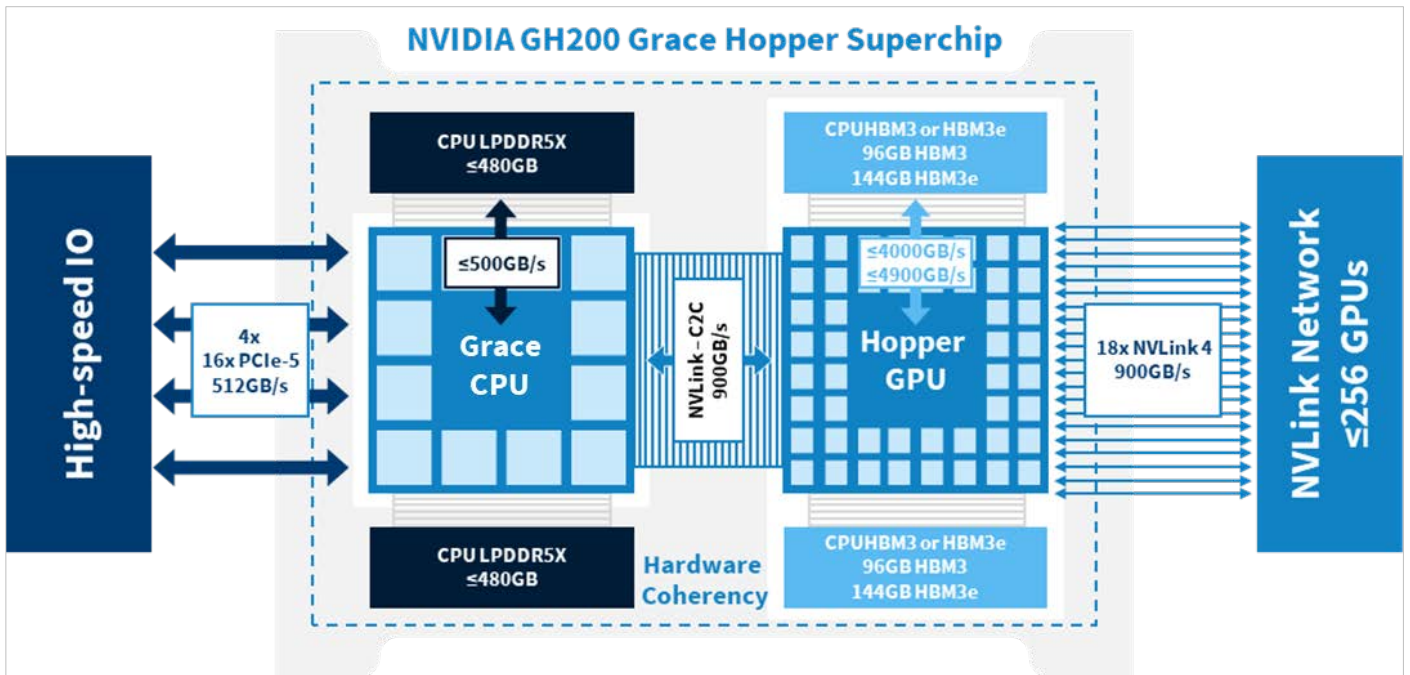 NVIDIA GH200 Grace Hopper Superchip
High-speed IO
4x
16x PCIe-5
512GB/s
CPU LPDDR5X
≤480GB
≤500GB/s
Grace
CPU
CPU LPDDR5X
≤480GB
NVLink – C2C
900GB/s
Hardware
Coherency
CPUHBM3 or HBM3e
96GB HBM3
144GB HBM3e
≤4000GB/s
≤4900GB/s
Hopper
GPU
CPUHBM3 or HBM3e
96GB HBM3
144GB HBM3e
18x NVLink 4
900GB/s
NVLink Network
≤256 GPUs